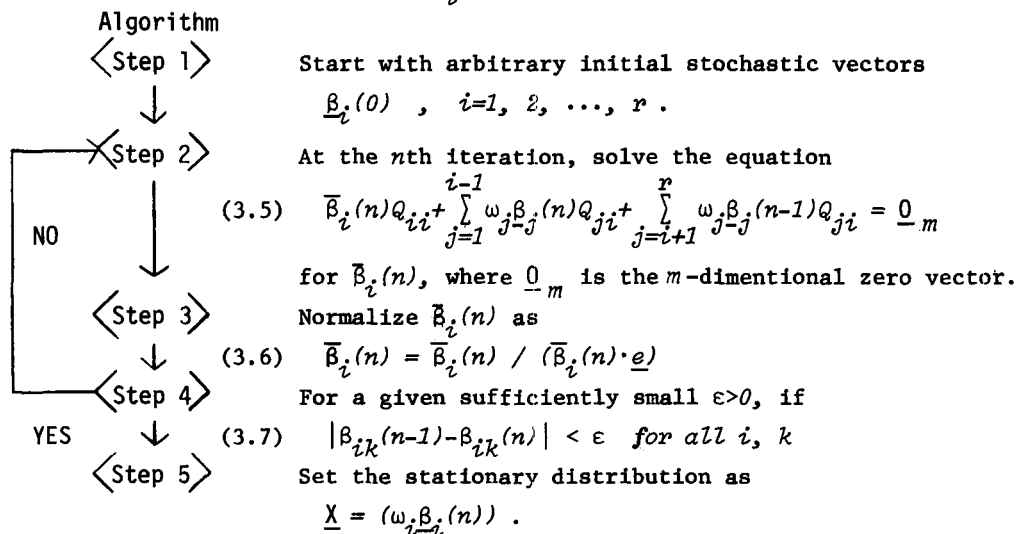 Algorithm
<Step 1> Start with arbitrary initial stochastic vectors
β_i(0) , i=1, 2, ..., r .
<Step 2> At the nth iteration, solve the equation
(3.5) β̄_i(n)Q_ii + ∑_{j=1}^{i-1} ω_j β_j(n)Q_ji + ∑_{j=i+1}^{r} ω_j β_j(n-1)Q_ji = 0_m
NO
for β̄_i(n), where 0_m is the m-dimentional zero vector.
<Step 3> Normalize β̄_i(n) as
(3.6) β̄_i(n) = β̄_i(n) / (β̄_i(n)·e)
<Step 4> For a given sufficiently small ε>0, if
YES (3.7) |β_ik(n-1)-β_ik(n)| < ε for all i, k
<Step 5> Set the stationary distribution as
X = (ω_i β_i(n)) .